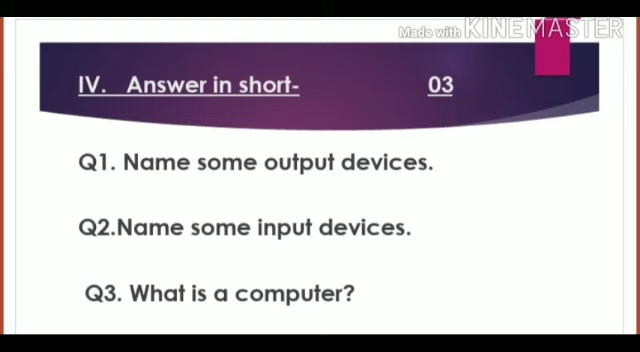 Made with KINEMASTER
IV. Answer in short- 03
Q1. Name some output devices.
Q2.Name some input devices.
Q3. What is a computer?